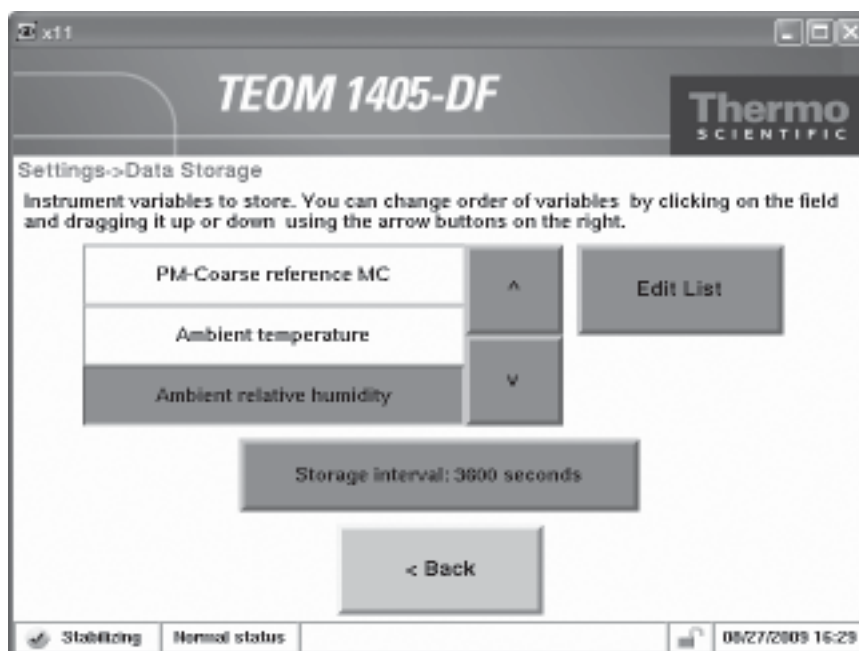 x11
TEOM 1405-DF
Thermo
SCIENTIFIC
Settings->Data Storage
Instrument variables to store. You can change order of variables by clicking on the field
and dragging it up or down using the arrow buttons on the right.
PM-Coarse reference MC
^
Edit List
Ambient temperature
v
Ambient relative humidity
Storage interval: 3600 seconds
< Back
Stabilizing
Normal status
08/27/2009 16:29